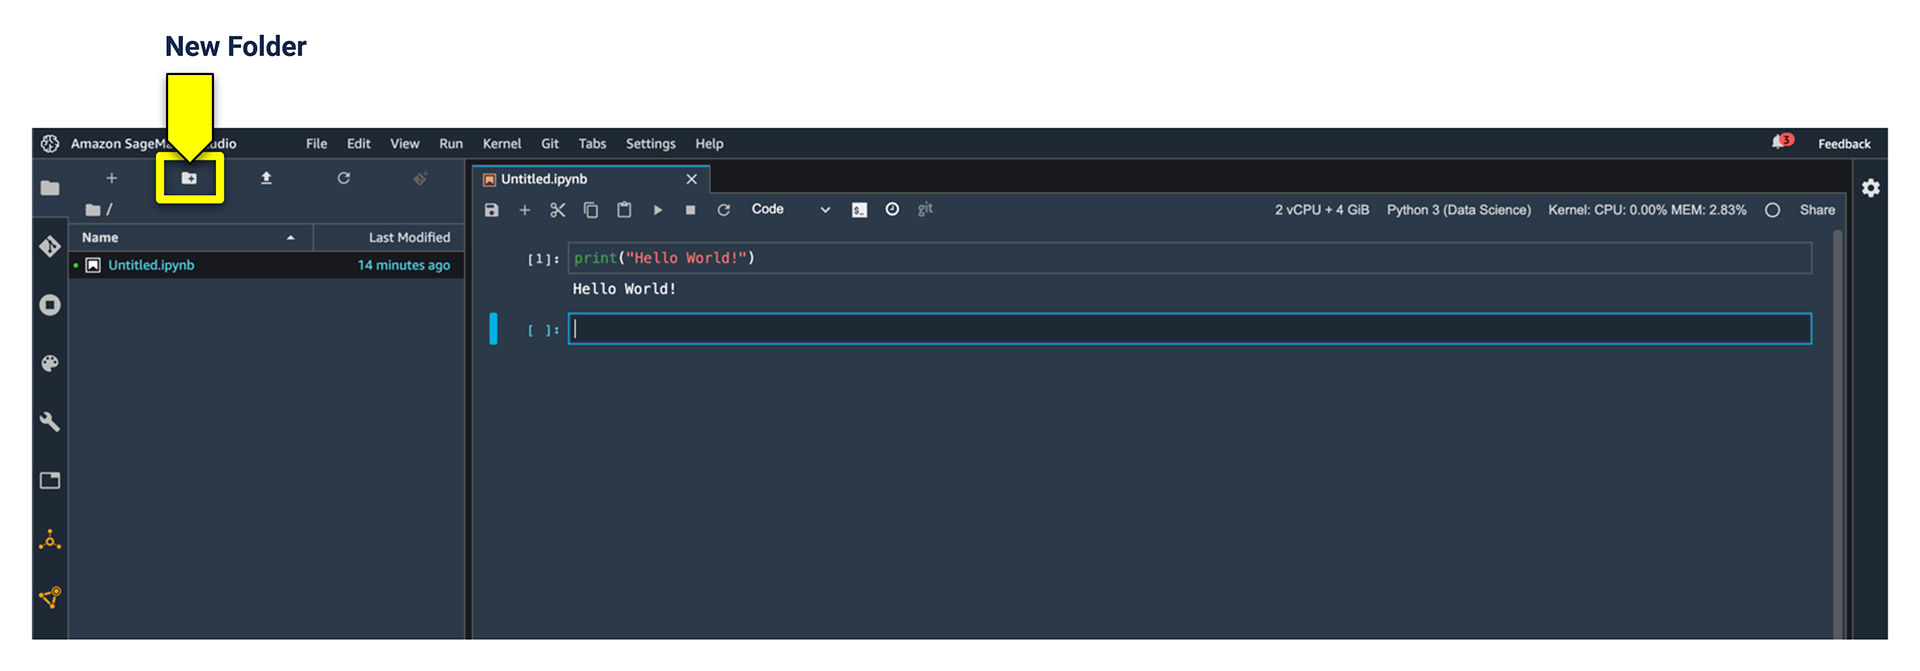 New Folder
Amazon SageMa udio File Edit View Run Kernel Git Tabs Settings Help 3 Feedback
Untitled.ipynb
/
Code $_ git 2 vCPU + 4 GiB Python 3 (Data Science) Kernel: CPU: 0.00% MEM: 2.83% Share
Name Last Modified
Untitled.ipynb 14 minutes ago
[1]: print("Hello World!")
Hello World!
[ ]: